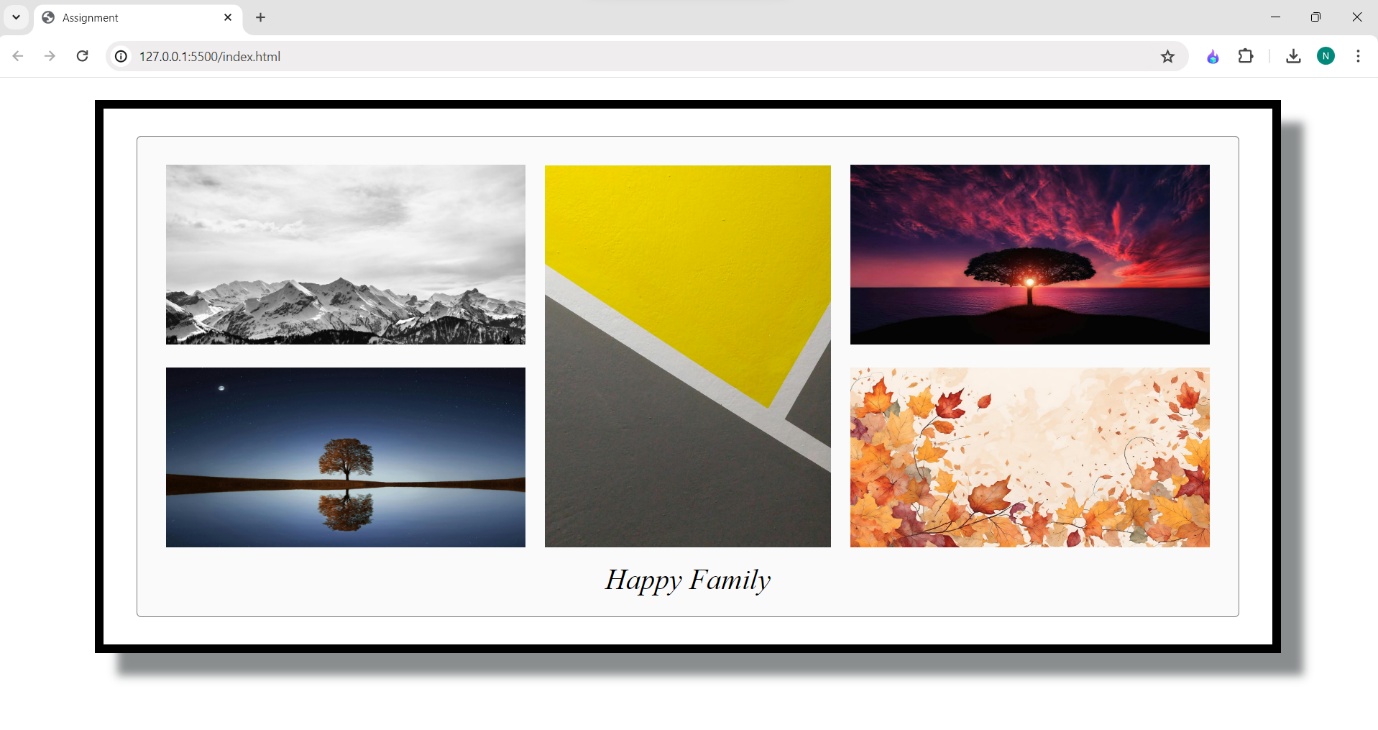 Assignment
127.0.0.1:5500/index.html
N
Happy Family